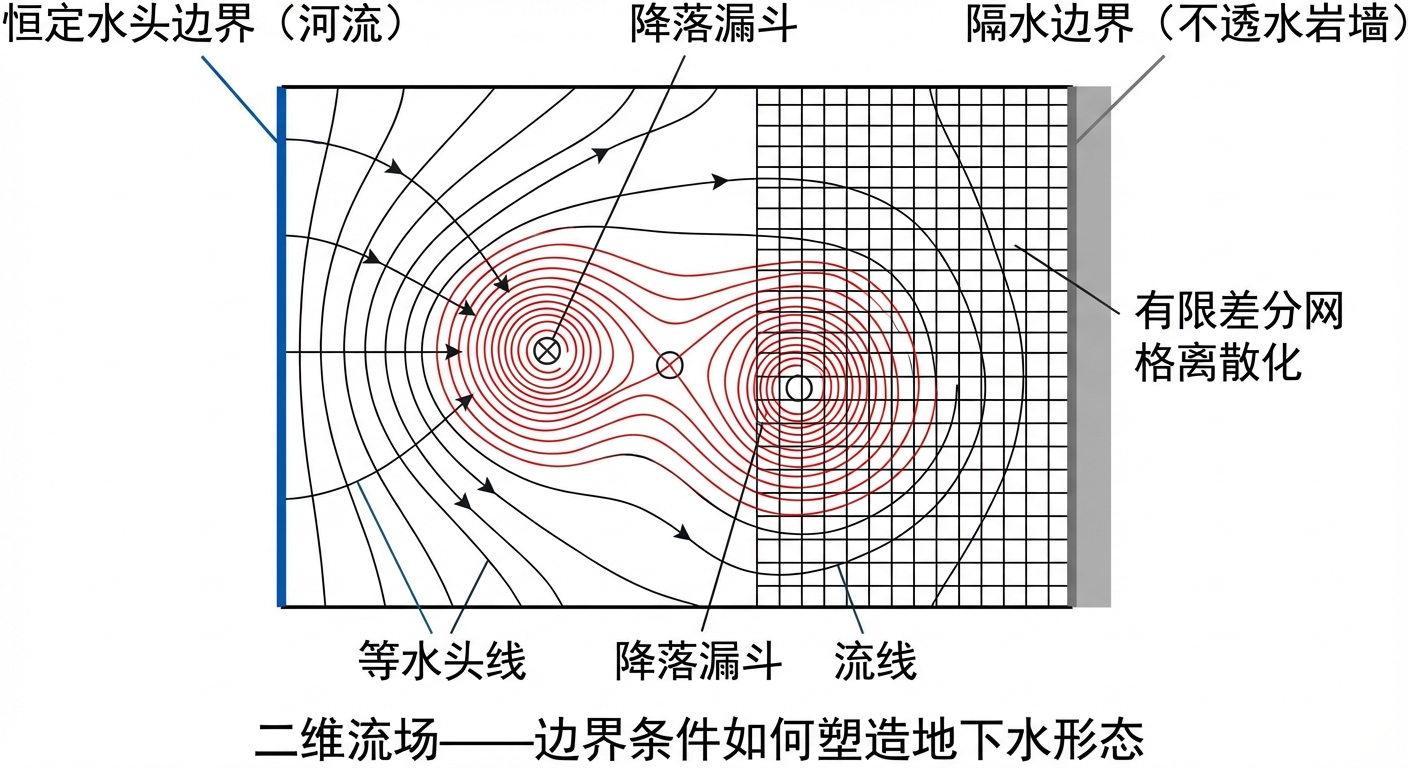 恒定水头边界（河流）
降落漏斗
隔水边界（不透水岩墙）
有限差分网
格离散化
等水头线
降落漏斗
流线
二维流场——边界条件如何塑造地下水形态